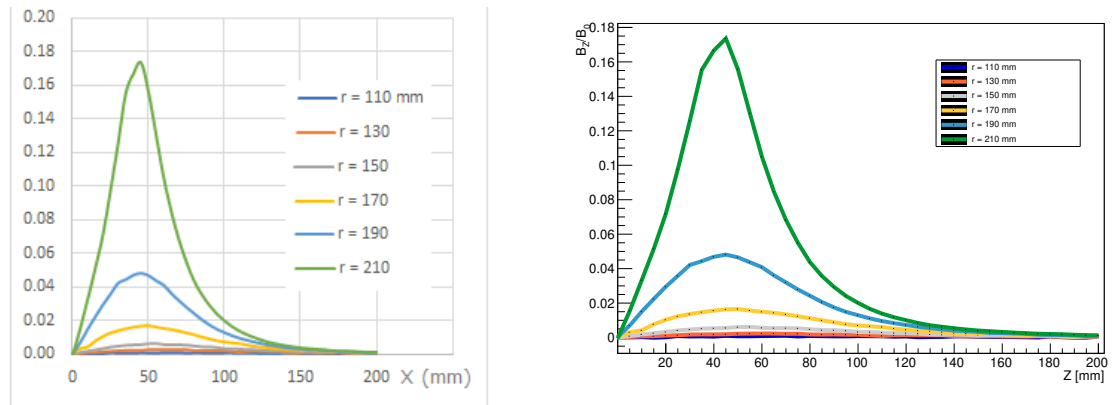 0.20
0.18
0.16
0.14
0.12
0.10
0.08
0.06
0.04
0.02
0.00
0 50 100 150 200 X (mm)
r = 110 mm
r = 130
r = 150
r = 170
r = 190
r = 210
B_Z/B_0
0.18
0.16
0.14
0.12
0.1
0.08
0.06
0.04
0.02
0
20 40 60 80 100 120 140 160 180 200
Z [mm]
r = 110 mm
r = 130 mm
r = 150 mm
r = 170 mm
r = 190 mm
r = 210 mm